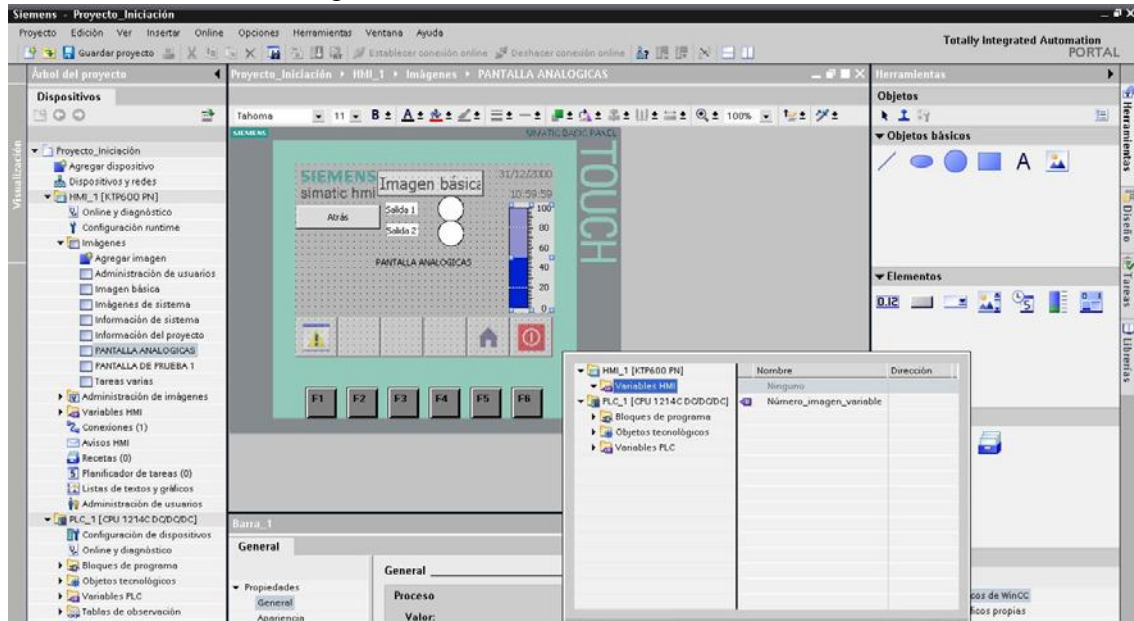 Siemens - Proyecto_Iniciación
Proyecto Edición Ver Insertar Online Opciones Herramientas Ventana Ayuda
Guardar proyecto
Establecer conexión online
Deshacer conexión online
Totally Integrated Automation
PORTAL
Árbol del proyecto
Dispositivos
Visualización
Proyecto_Iniciación
Agregar dispositivo
Dispositivos y redes
HMI_1 [KTP600 PN]
Online y diagnóstico
Configuración runtime
Imágenes
Agregar imagen
Administración de usuarios
Imagen básica
Imágenes de sistema
Información de sistema
Información del proyecto
PANTALLA ANALOGICAS
PANTALLA DE PRUEBA 1
Tareas varias
Administración de imágenes
Variables HMI
Conexiones (1)
Avisos HMI
Recetas (0)
Planificador de tareas (0)
Listas de textos y gráficos
Administración de usuarios
PLC_1 [CPU 1214C DC/DC/DC]
Configuración de dispositivos
Online y diagnóstico
Bloques de programa
Objetos tecnológicos
Variables PLC
Tablas de observación
Proyecto_Iniciación ▸ HMI_1 ▸ Imágenes ▸ PANTALLA ANALOGICAS
Tahoma 11 B A 100%
SIEMENS
SIMATIC BASIC PANEL
TOUCH
SIEMENS
simatic hmi
Imagen básica
31/12/2000
10:59:59
Atrás
Salida 1
Salida 2
PANTALLA ANALOGICAS
100
80
60
40
20
0
F1 F2 F3 F4 F5 F6
Barra_1
General
Propiedades
General
Apariencia
General
Proceso
Valor:
HMI_1 [KTP600 PN]
Variables HMI
PLC_1 [CPU 1214C DC/DC/DC]
Bloques de programa
Objetos tecnológicos
Variables PLC
Nombre Dirección
Ninguno
Número_imagen_variable
Herramientas
Objetos
Objetos básicos
A
Elementos
0.12
5
cos de WinCC
ficos propias
Herramientas
Diseño
Tareas
Librerías